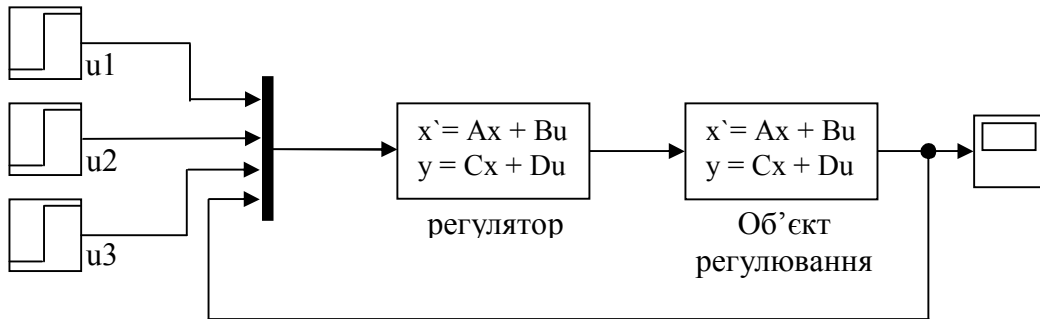 u1
u2
u3
x`= Ax + Bu
y = Cx + Du
регулятор
x`= Ax + Bu
y = Cx + Du
Об’єкт
регулювання